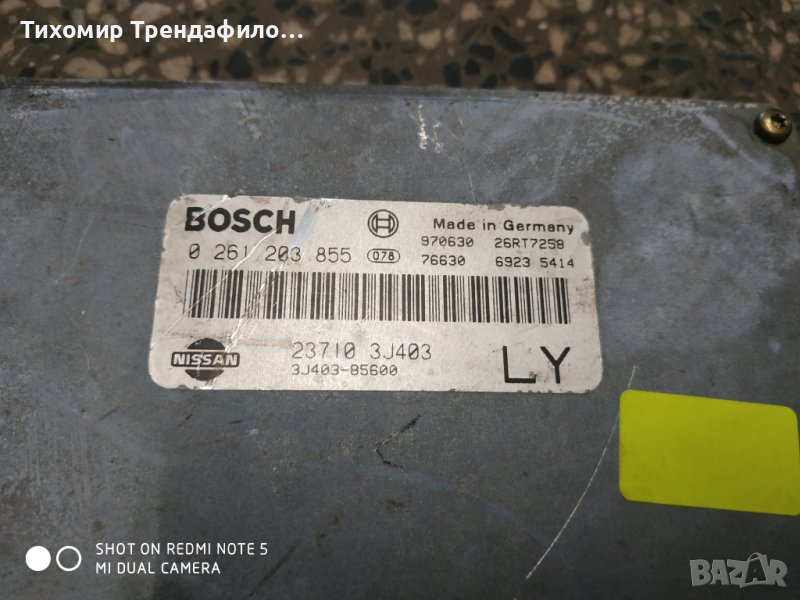 Тихомир Трендафило...
BOSCH
Made in Germany
0 261 203 855 078
970630 26RT7258
76630 6923 5414
NISSAN
23710 3J403
3J403-85600
LY
SHOT ON REDMI NOTE 5
MI DUAL CAMERA
BAZAR